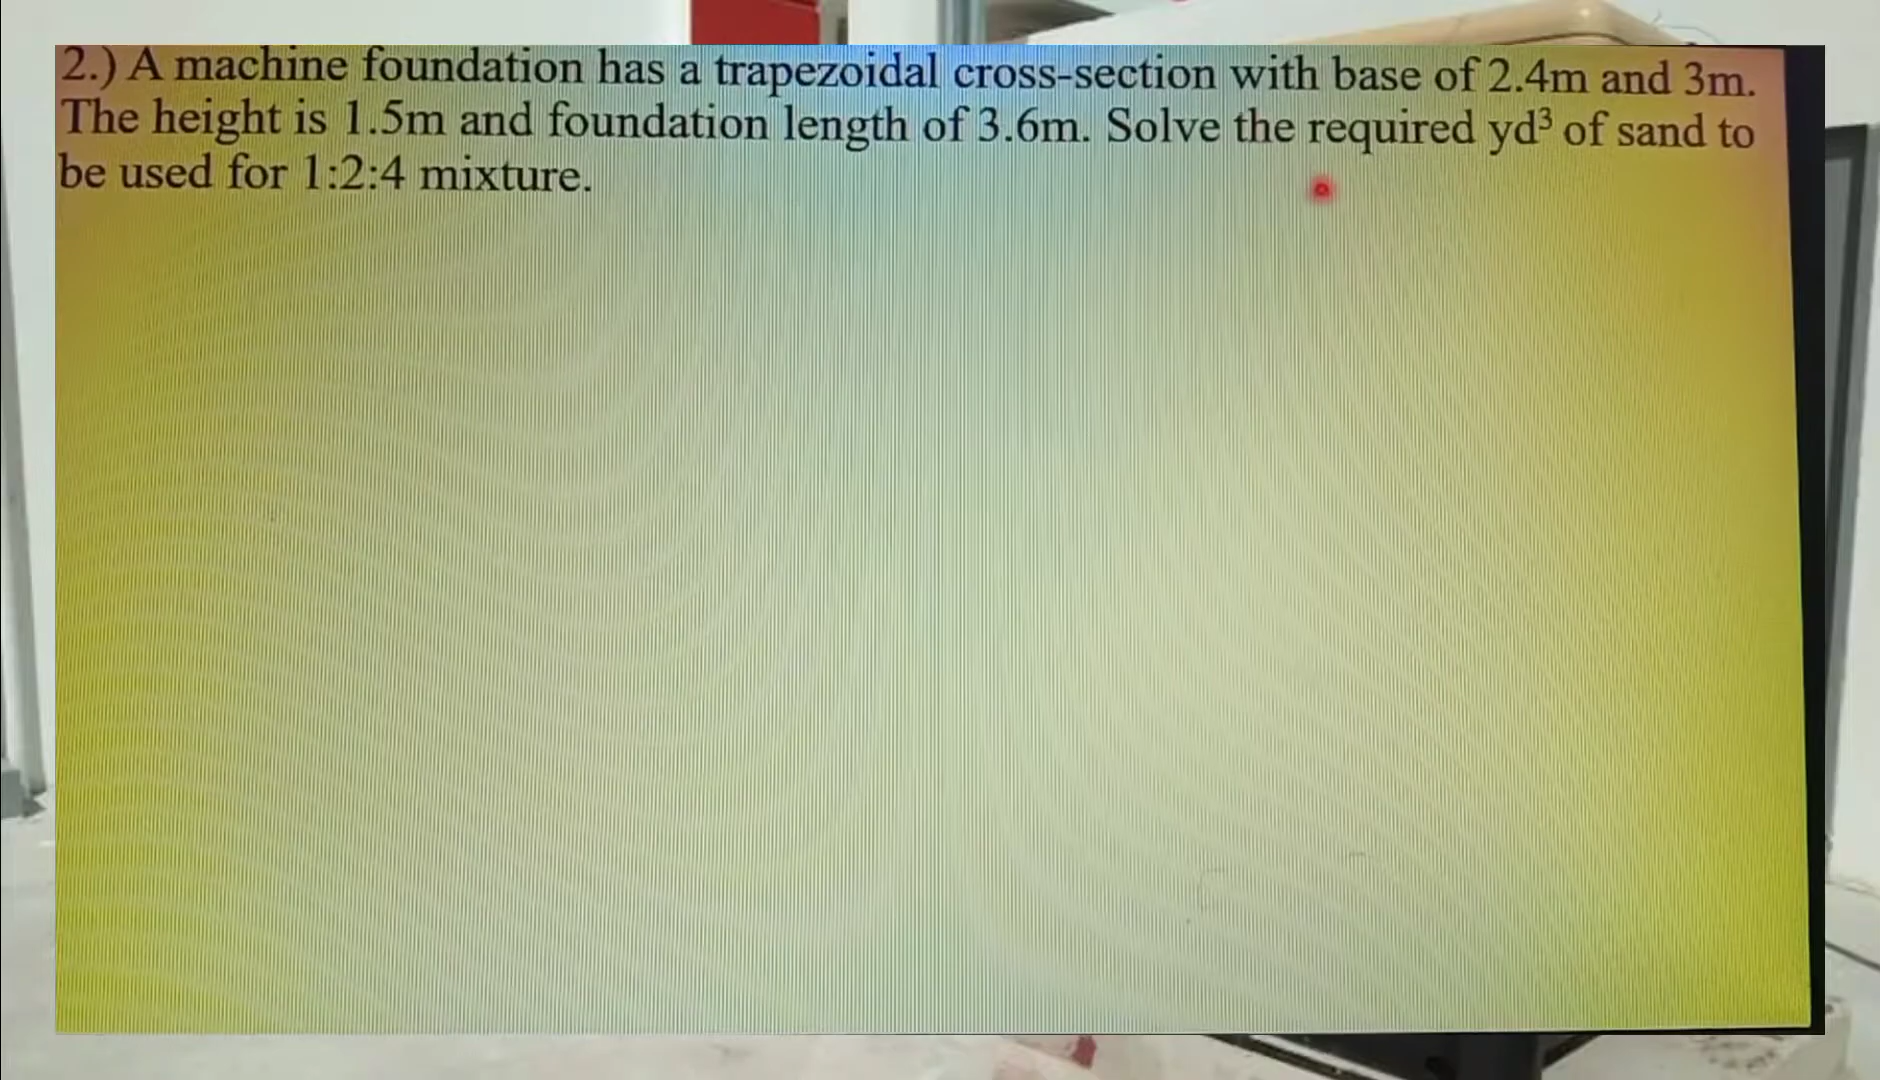 2.) A machine foundation has a trapezoidal cross-section with base of 2.4m and 3m.
The height is 1.5m and foundation length of 3.6m. Solve the required yd³ of sand to
be used for 1:2:4 mixture.